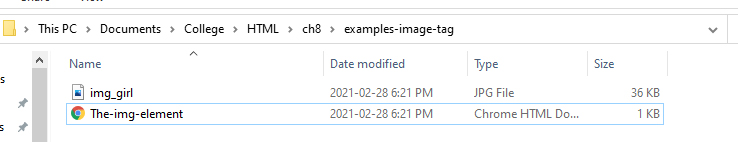 Share View
This PC > Documents > College > HTML > ch8 > examples-image-tag
Name Date modified Type Size
img_girl 2021-02-28 6:21 PM JPG File 36 KB
The-img-element 2021-02-28 6:21 PM Chrome HTML Do... 1 KB